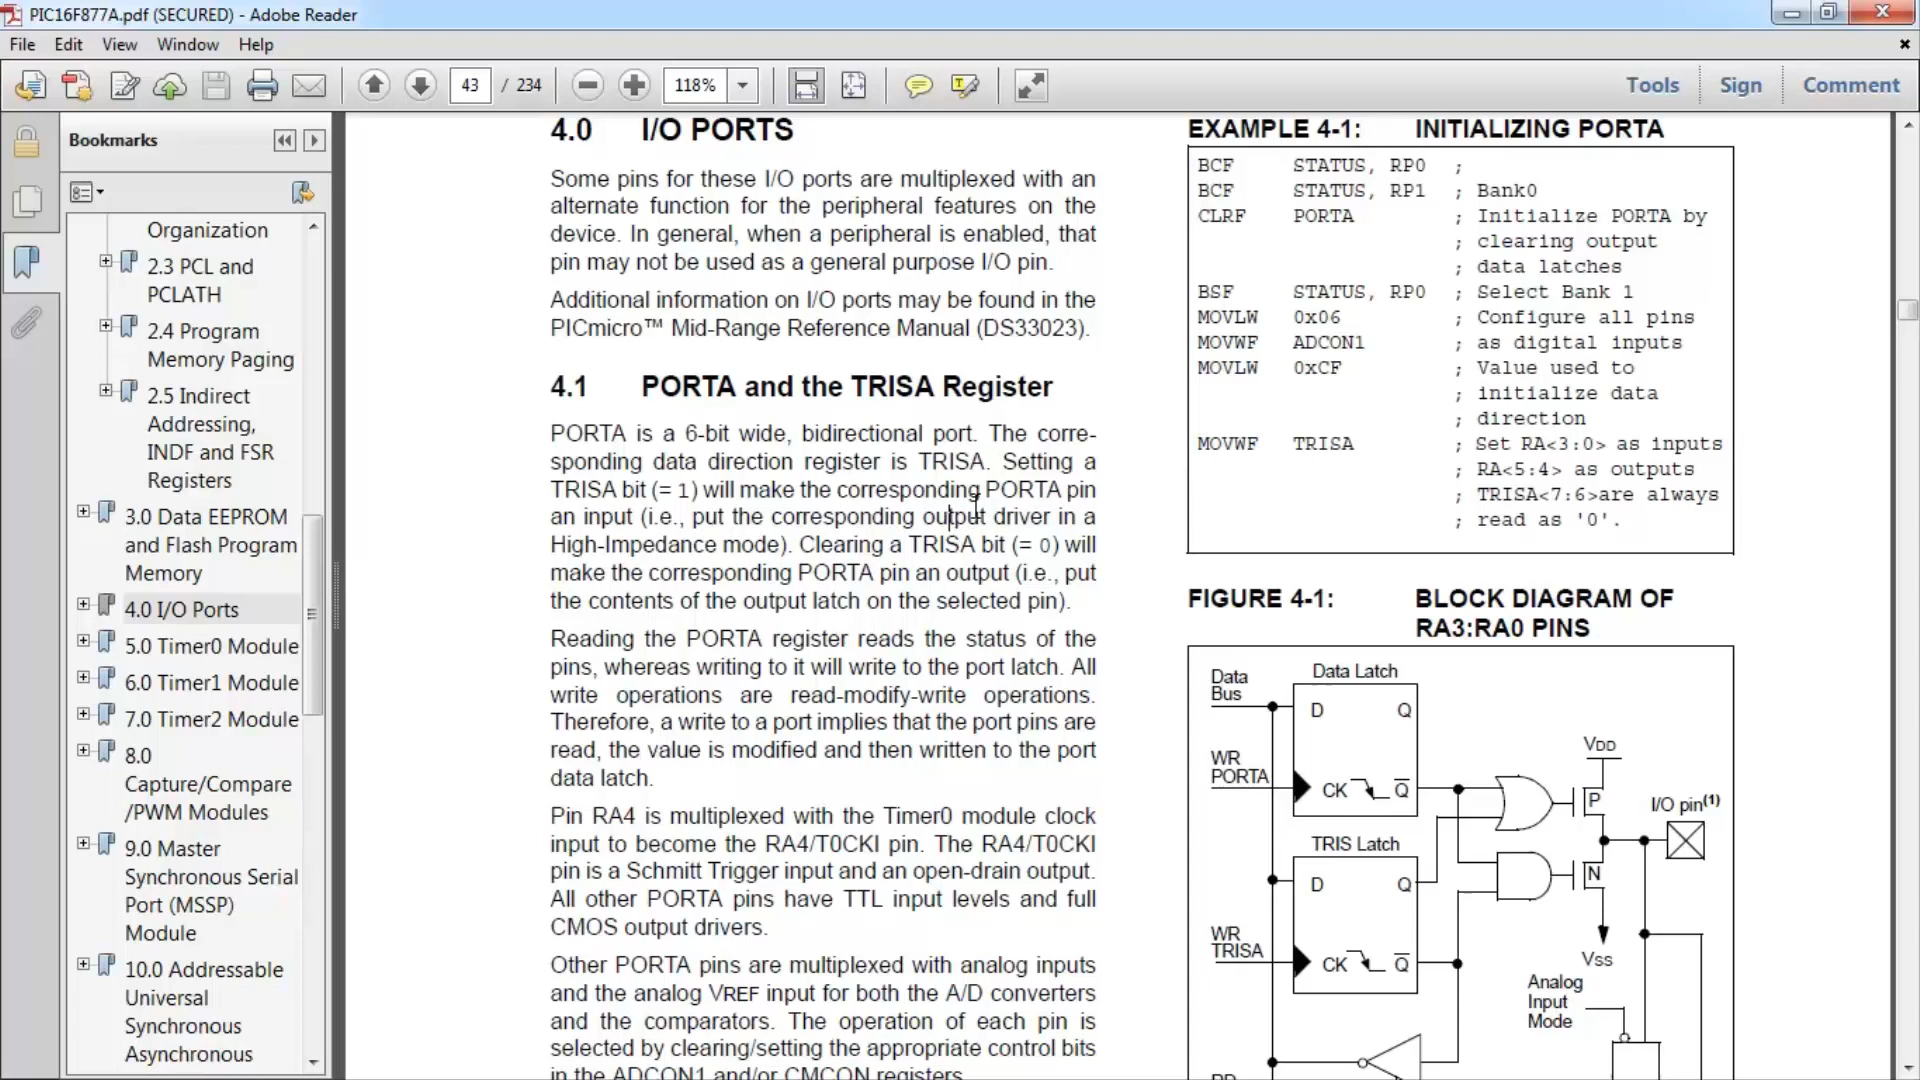 PIC16F877A.pdf (SECURED) - Adobe Reader
File Edit View Window Help
43 / 234 118% Tools Sign Comment
Bookmarks
Organization
2.3 PCL and
PCLATH
2.4 Program
Memory Paging
2.5 Indirect
Addressing,
INDF and FSR
Registers
3.0 Data EEPROM
and Flash Program
Memory
4.0 I/O Ports
5.0 Timer0 Module
6.0 Timer1 Module
7.0 Timer2 Module
8.0
Capture/Compare
/PWM Modules
9.0 Master
Synchronous Serial
Port (MSSP)
Module
10.0 Addressable
Universal
Synchronous
Asynchronous
4.0 I/O PORTS
Some pins for these I/O ports are multiplexed with an
alternate function for the peripheral features on the
device. In general, when a peripheral is enabled, that
pin may not be used as a general purpose I/O pin.
Additional information on I/O ports may be found in the
PICmicro™ Mid-Range Reference Manual (DS33023).
4.1 PORTA and the TRISA Register
PORTA is a 6-bit wide, bidirectional port. The corre-
sponding data direction register is TRISA. Setting a
TRISA bit (= 1) will make the corresponding PORTA pin
an input (i.e., put the corresponding output driver in a
High-Impedance mode). Clearing a TRISA bit (= 0) will
make the corresponding PORTA pin an output (i.e., put
the contents of the output latch on the selected pin).
Reading the PORTA register reads the status of the
pins, whereas writing to it will write to the port latch. All
write operations are read-modify-write operations.
Therefore, a write to a port implies that the port pins are
read, the value is modified and then written to the port
data latch.
Pin RA4 is multiplexed with the Timer0 module clock
input to become the RA4/T0CKI pin. The RA4/T0CKI
pin is a Schmitt Trigger input and an open-drain output.
All other PORTA pins have TTL input levels and full
CMOS output drivers.
Other PORTA pins are multiplexed with analog inputs
and the analog VREF input for both the A/D converters
and the comparators. The operation of each pin is
selected by clearing/setting the appropriate control bits
in the ADCON1 and/or CMCON registers.
EXAMPLE 4-1: INITIALIZING PORTA
BCF STATUS, RP0 ;
BCF STATUS, RP1 ; Bank0
CLRF PORTA ; Initialize PORTA by
; clearing output
; data latches
BSF STATUS, RP0 ; Select Bank 1
MOVLW 0x06 ; Configure all pins
MOVWF ADCON1 ; as digital inputs
MOVLW 0xCF ; Value used to
; initialize data
; direction
MOVWF TRISA ; Set RA<3:0> as inputs
; RA<5:4> as outputs
; TRISA<7:6>are always
; read as '0'.
FIGURE 4-1: BLOCK DIAGRAM OF
RA3:RA0 PINS
Data
Bus
Data Latch
D Q
WR
PORTA
CK Q
VDD
P
I/O pin(1)
TRIS Latch
D Q
N
WR
TRISA
CK Q
VSS
Analog
Input
Mode